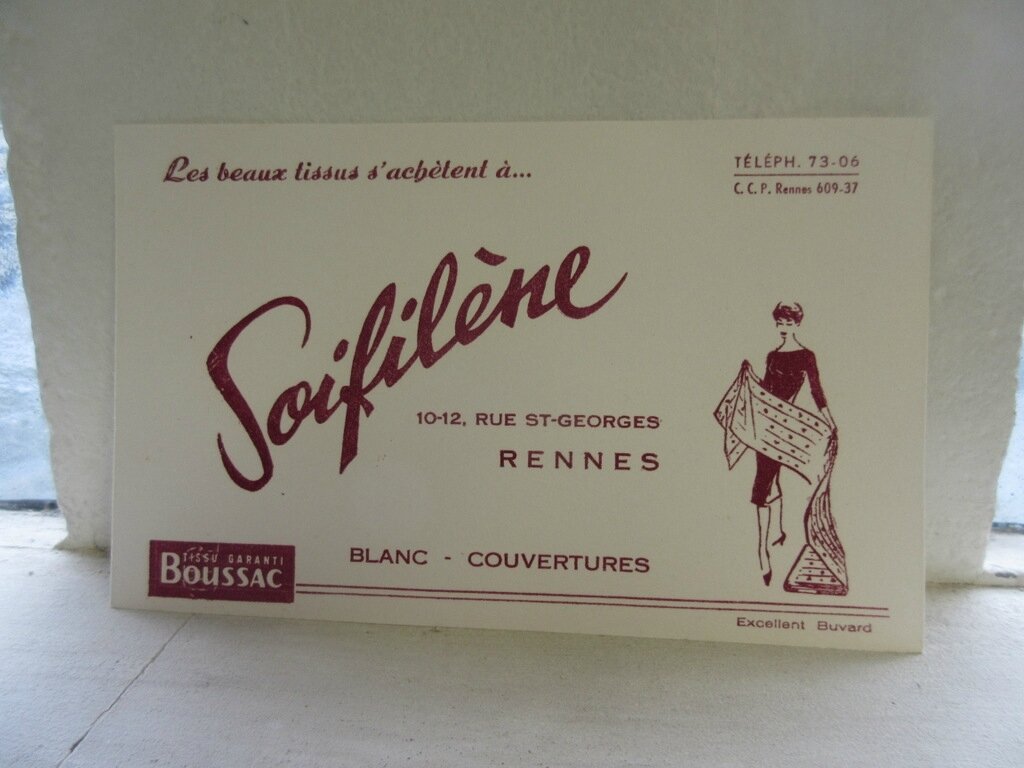 Les beaux tissus s'achètent à...
TÉLÉPH. 73-06
C. C. P. Rennes 609-37
Soifilène
10-12, RUE ST-GEORGES
RENNES
TISSU GARANTI
BOUSSAC
BLANC - COUVERTURES
Excellent Buvard